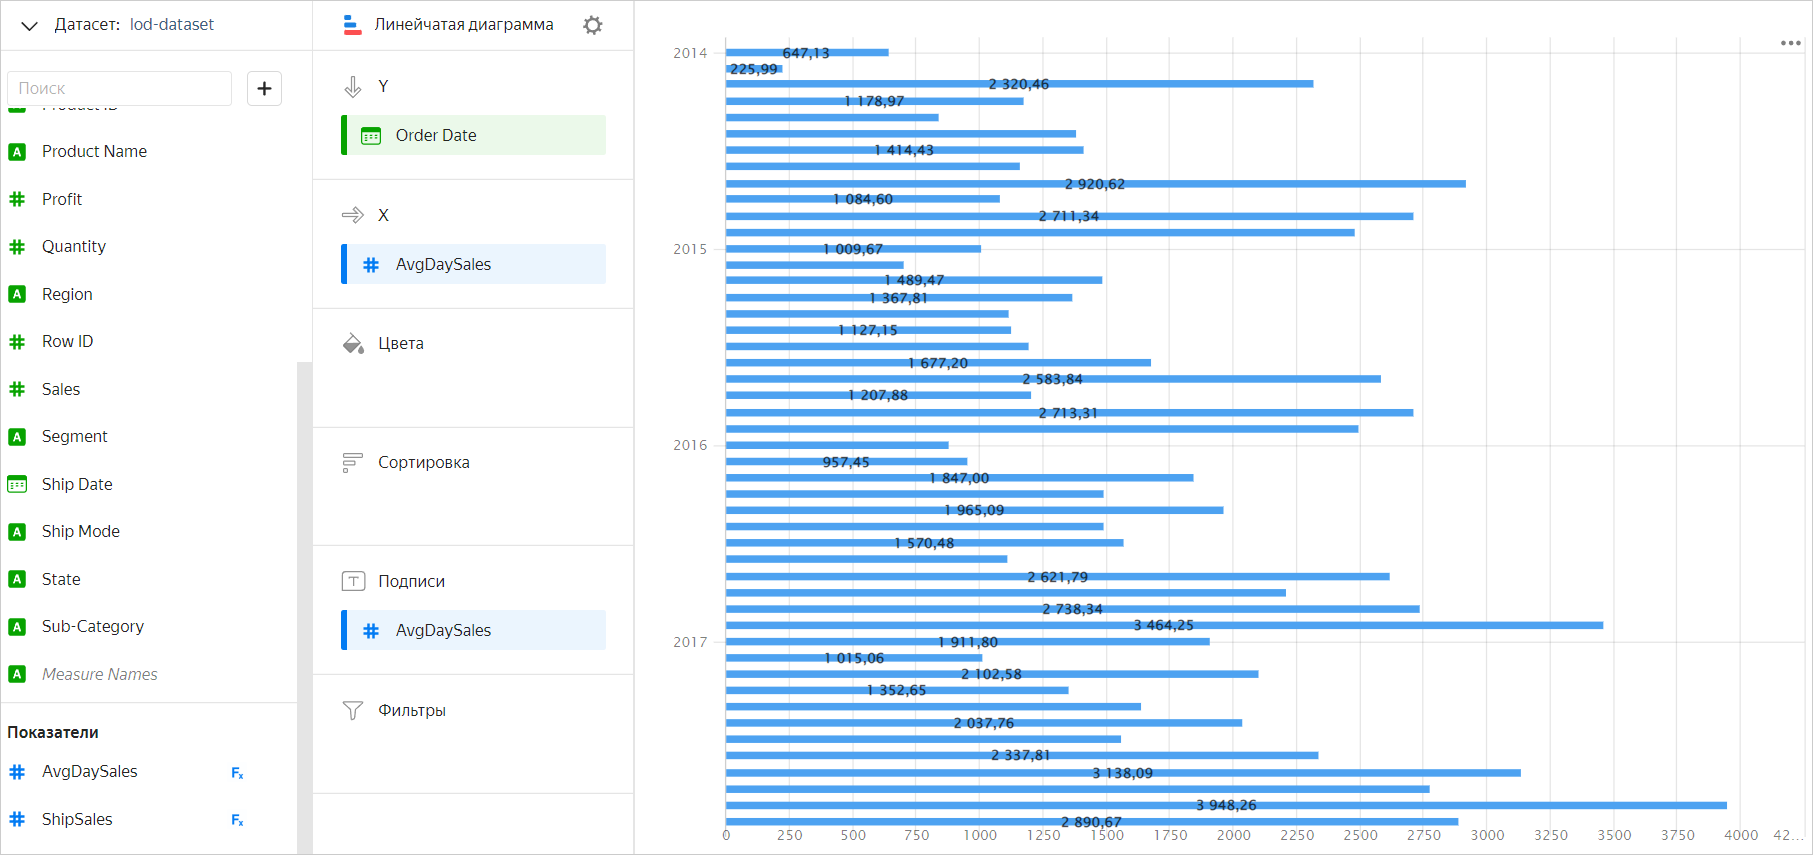 Датасет: lod-dataset
Поиск
Product ID
Product Name
Profit
Quantity
Region
Row ID
Sales
Segment
Ship Date
Ship Mode
State
Sub-Category
Measure Names
Показатели
AvgDaySales
ShipSales
Линейчатая диаграмма
Y
Order Date
X
AvgDaySales
Цвета
Сортировка
Подписи
AvgDaySales
Фильтры
2014
647,13
225,99
2 320,46
1 178,97
1 414,43
2 920,62
1 084,60
2 711,34
2015
1 009,67
1 489,47
1 367,81
1 127,15
1 677,20
2 583,84
1 207,88
2 713,31
2016
957,45
1 847,00
1 965,09
1 570,48
2 621,79
2 738,34
3 464,25
2017
1 911,80
1 015,06
2 102,58
1 352,65
2 037,76
2 337,81
3 138,09
3 948,26
2 890,67
0 250 500 750 1000 1250 1500 1750 2000 2250 2500 2750 3000 3250 3500 3750 4000 42...